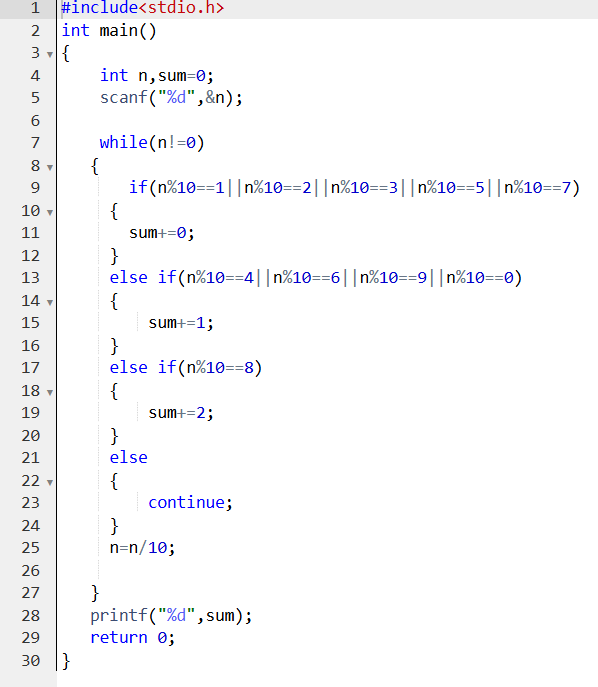 1 #include<stdio.h>
2 int main()
3 {
4 int n,sum=0;
5 scanf("%d",&n);
6
7 while(n!=0)
8 {
9 if(n%10==1||n%10==2||n%10==3||n%10==5||n%10==7)
10 {
11 sum+=0;
12 }
13 else if(n%10==4||n%10==6||n%10==9||n%10==0)
14 {
15 sum+=1;
16 }
17 else if(n%10==8)
18 {
19 sum+=2;
20 }
21 else
22 {
23 continue;
24 }
25 n=n/10;
26
27 }
28 printf("%d",sum);
29 return 0;
30 }